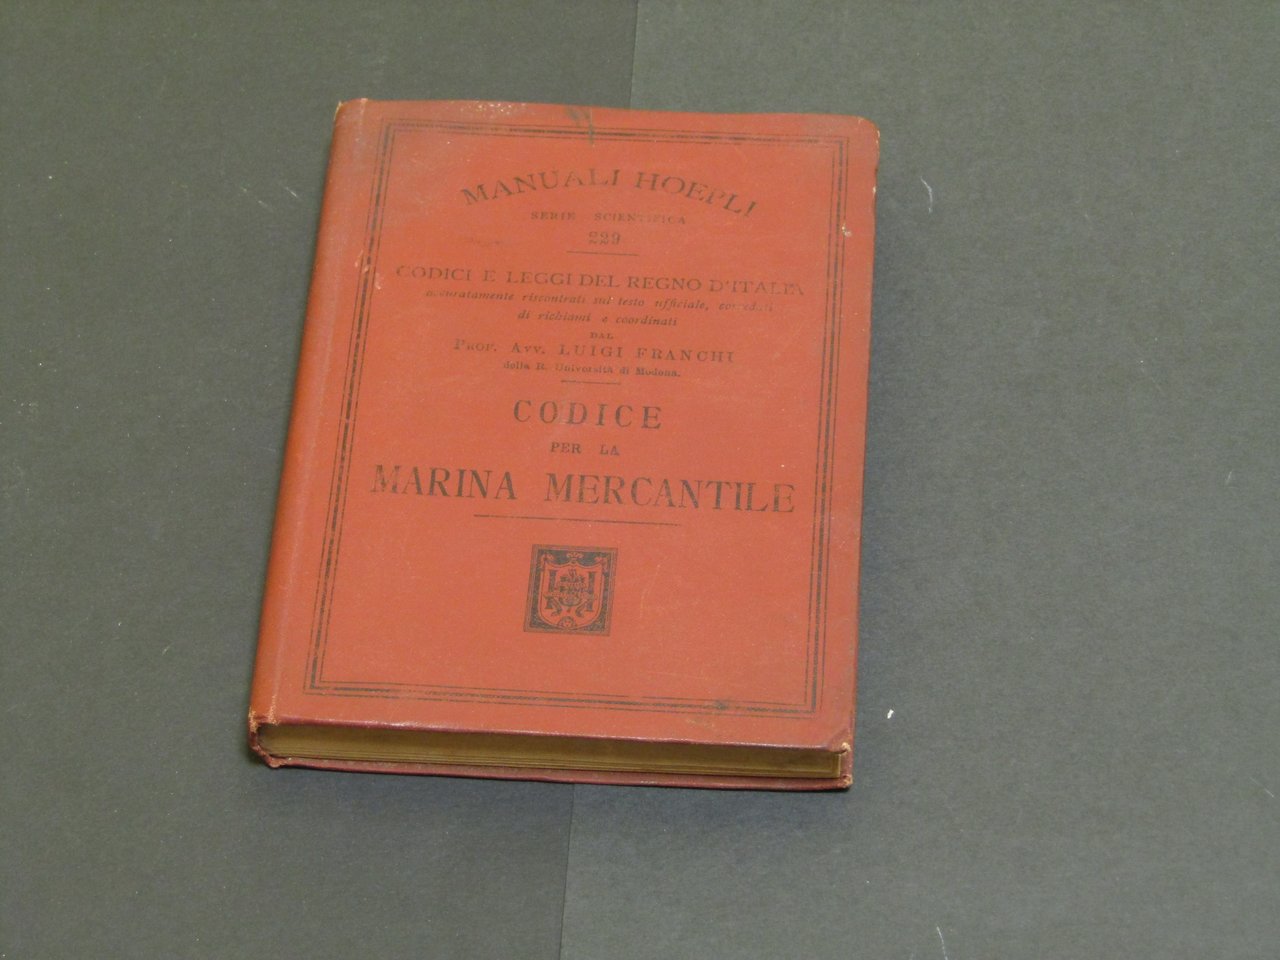 MANUALI HOEPLI
SERIE SCIENTIFICA
229
CODICI E LEGGI DEL REGNO D'ITALIA
accuratamente riscontrati sul testo ufficiale, corredati
di richiami e coordinati
DAL
PROF. AVV. LUIGI FRANCHI
della R. Università di Modena.
CODICE
PER LA
MARINA MERCANTILE